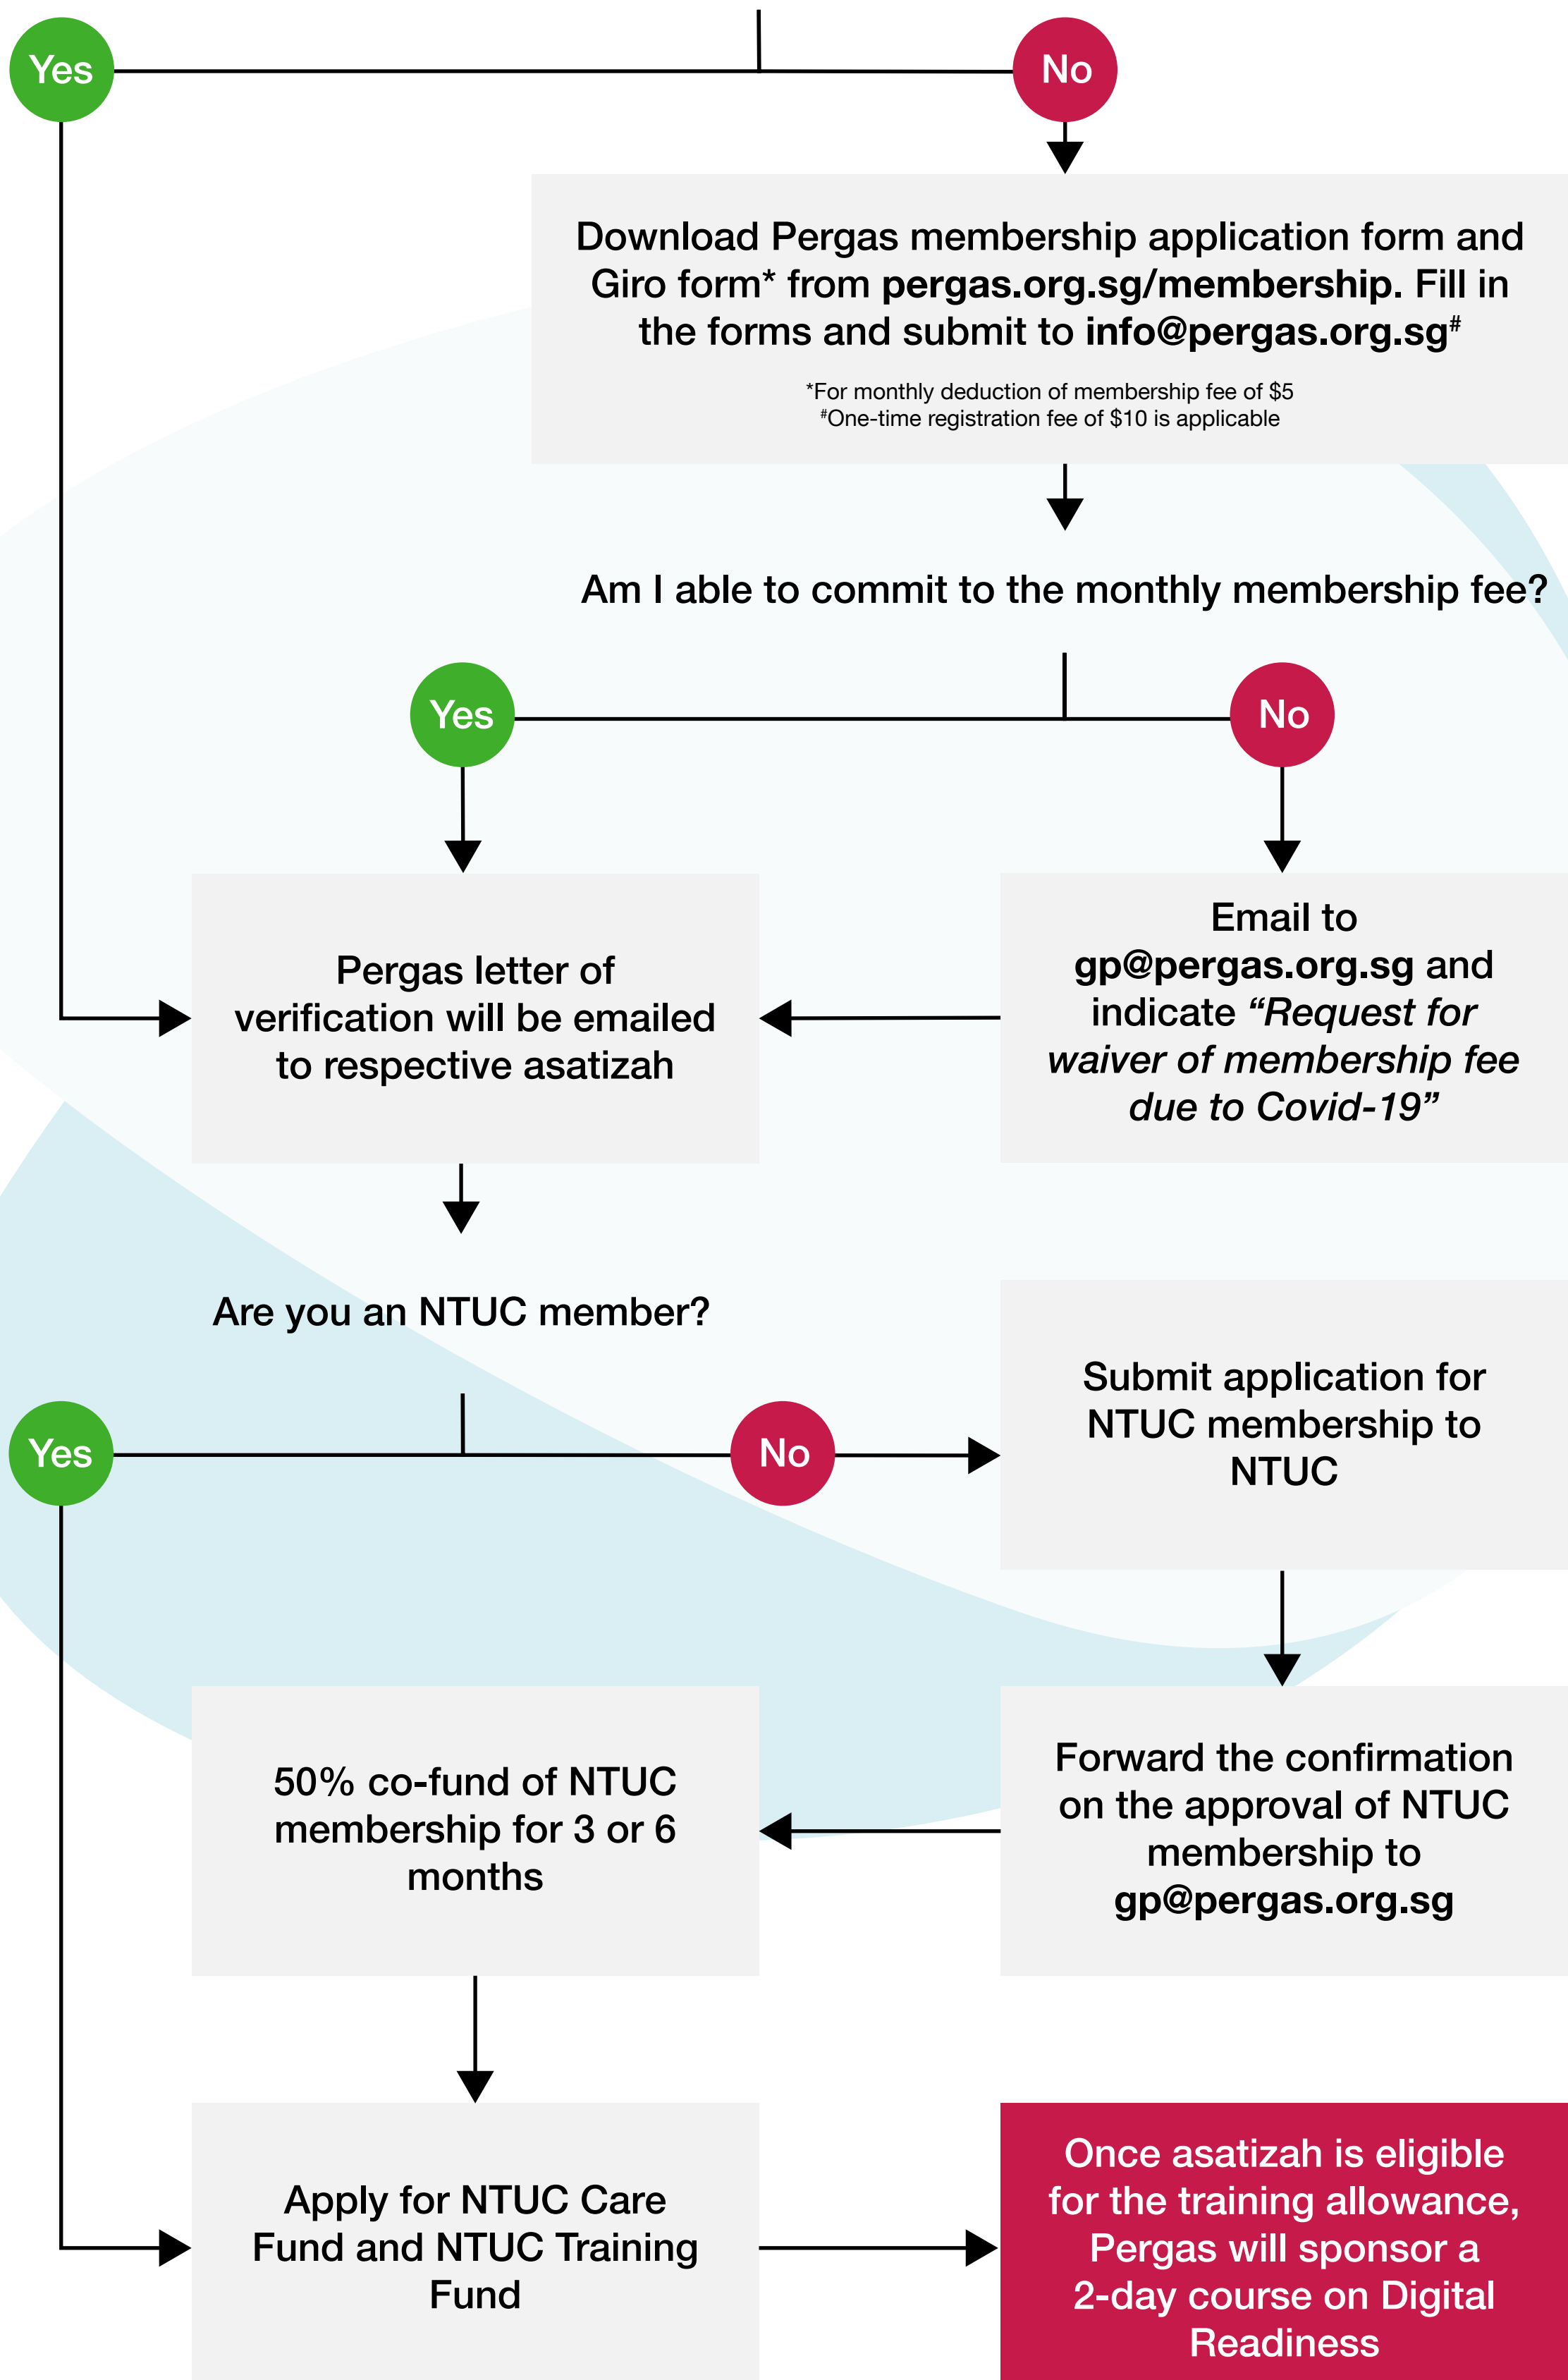 Yes
No
Download Pergas membership application form and
Giro form* from pergas.org.sg/membership. Fill in
the forms and submit to info@pergas.org.sg#
*For monthly deduction of membership fee of $5
#One-time registration fee of $10 is applicable
Am I able to commit to the monthly membership fee?
Yes
No
Pergas letter of
verification will be emailed
to respective asatizah
Email to
gp@pergas.org.sg and
indicate “Request for
waiver of membership fee
due to Covid-19”
Are you an NTUC member?
Yes
No
Submit application for
NTUC membership to
NTUC
Forward the confirmation
on the approval of NTUC
membership to
gp@pergas.org.sg
50% co-fund of NTUC
membership for 3 or 6
months
Apply for NTUC Care
Fund and NTUC Training
Fund
Once asatizah is eligible
for the training allowance,
Pergas will sponsor a
2-day course on Digital
Readiness